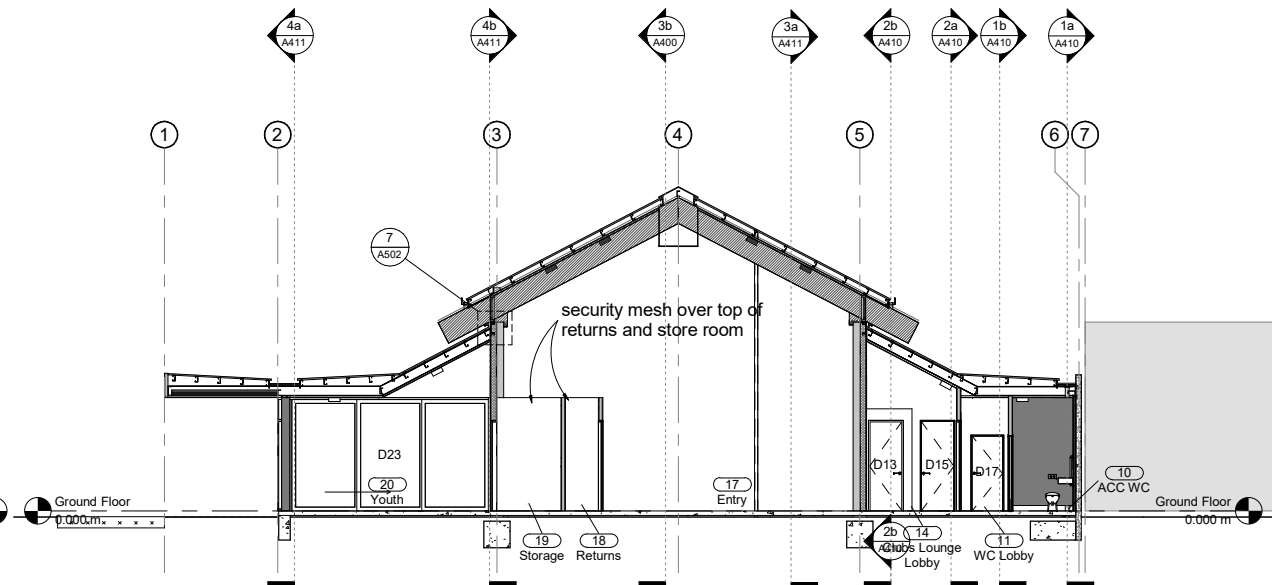 4a
A411
4b
A411
3b
A400
3a
A411
2b
A410
2a
A410
1b
A410
1a
A410
1
2
3
4
5
6
7
7
A502
security mesh over top of
returns and store room
D23
20
Youth
17
Entry
D13
D15
D17
10
ACC WC
Ground Floor
0.000 m
Ground Floor
0.000 m
19
Storage
18
Returns
2b
14
Clubs Lounge
Lobby
11
WC Lobby